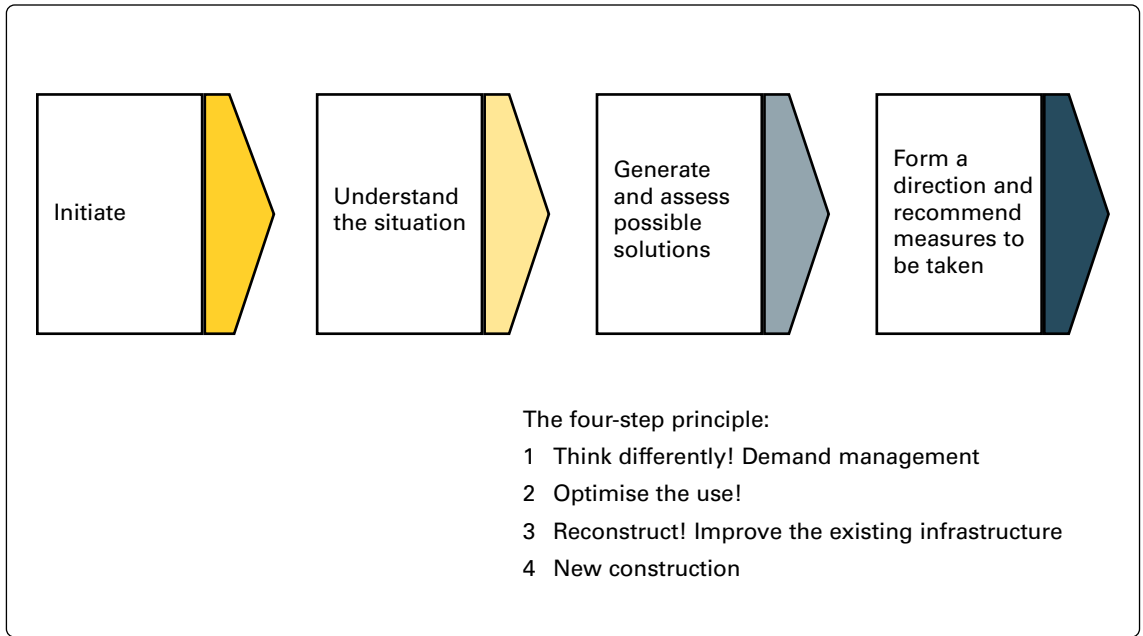 Initiate
Understand
the situation
Generate
and assess
possible
solutions
Form a
direction and
recommend
measures to
be taken
The four-step principle:
1 Think differently! Demand management
2 Optimise the use!
3 Reconstruct! Improve the existing infrastructure
4 New construction